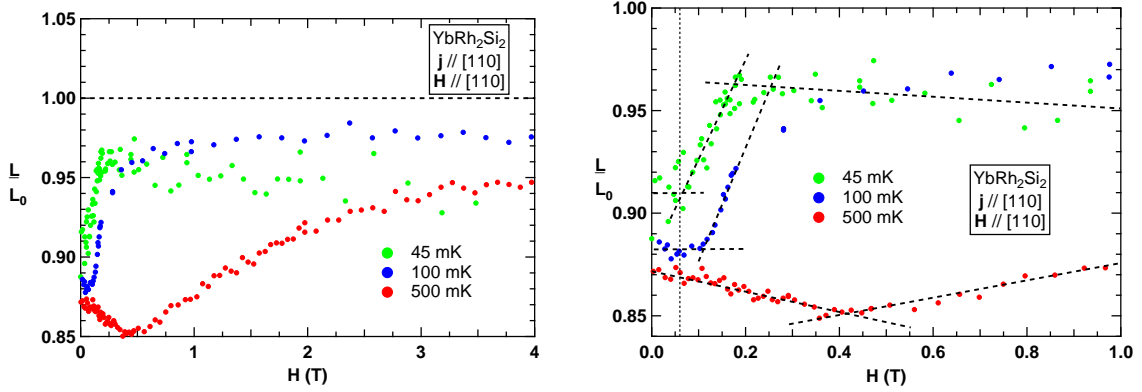 1.05
1.00
0.95
0.90
0.85
L
L0
0
1
2
3
4
H (T)
YbRh2Si2
j // [110]
H // [110]
45 mK
100 mK
500 mK
1.00
0.95
0.90
0.85
L
L0
0.0
0.2
0.4
0.6
0.8
1.0
H (T)
45 mK
100 mK
500 mK
YbRh2Si2
j // [110]
H // [110]